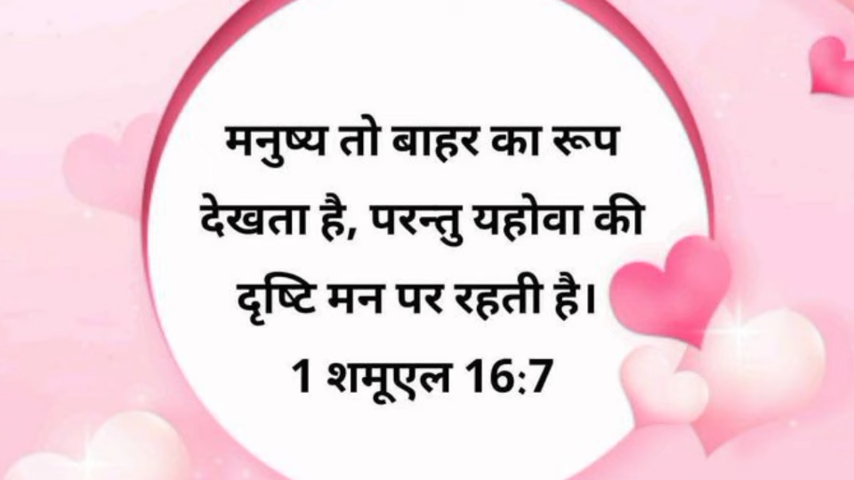 मनुष्य तो बाहर का रूप
देखता है, परन्तु यहोवा की
दृष्टि मन पर रहती है।
1 शमूएल 16:7